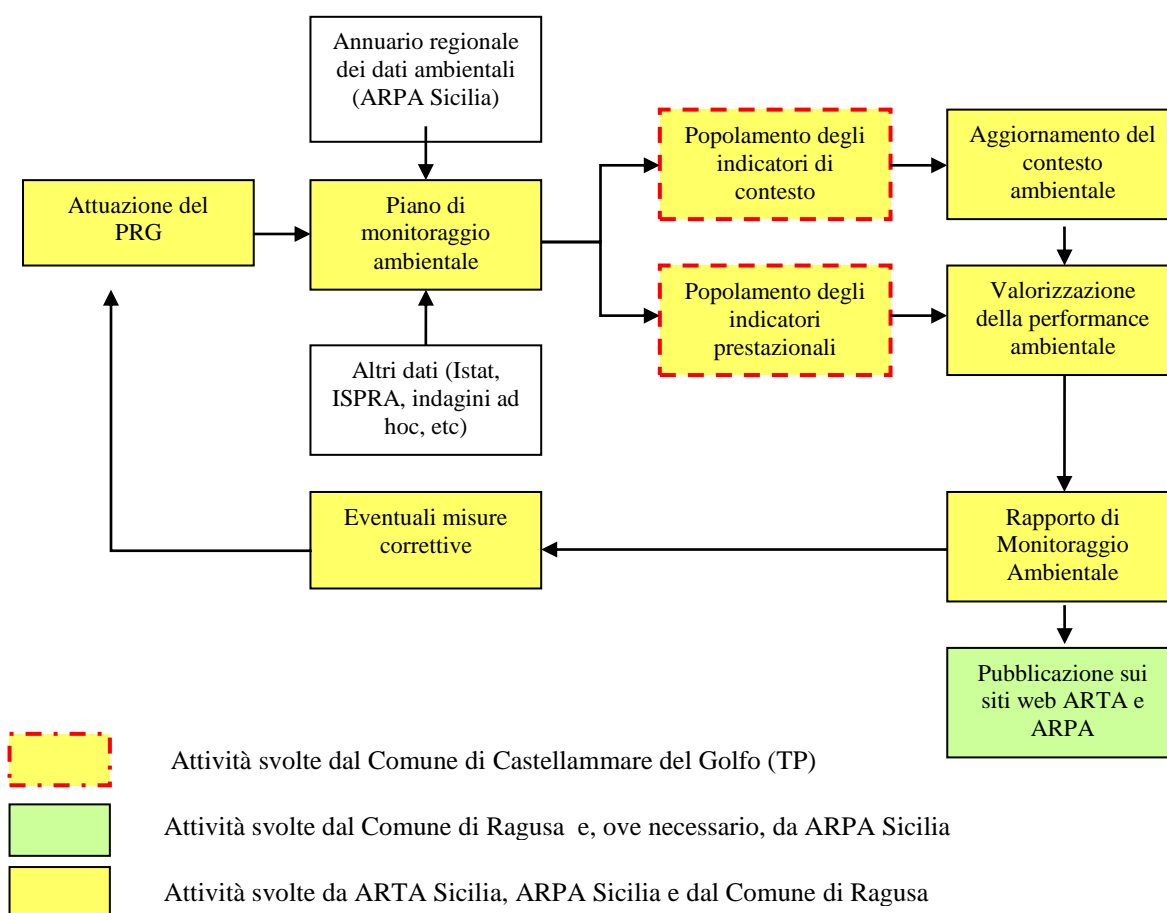 Annuario regionale
dei dati ambientali
(ARPA Sicilia)
Popolamento degli
indicatori di
contesto
Aggiornamento del
contesto
ambientale
Attuazione del
PRG
Piano di
monitoraggio
ambientale
Popolamento degli
indicatori
prestazionali
Valorizzazione
della performance
ambientale
Altri dati (Istat,
ISPRA, indagini ad
hoc, etc)
Eventuali misure
correttive
Rapporto di
Monitoraggio
Ambientale
Pubblicazione sui
siti web ARTA e
ARPA
Attività svolte dal Comune di Castellammare del Golfo (TP)
Attività svolte dal Comune di Ragusa e, ove necessario, da ARPA Sicilia
Attività svolte da ARTA Sicilia, ARPA Sicilia e dal Comune di Ragusa